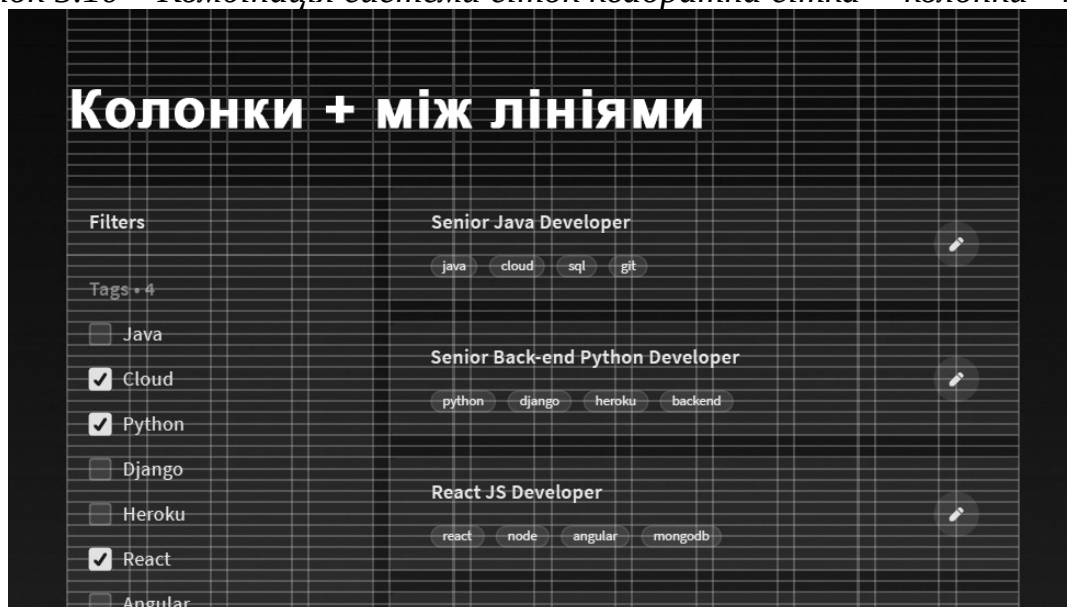 Колонки + між лініями
Filters
Tags • 4
Java
Cloud
Python
Django
Heroku
React
Angular
Senior Java Developer
java cloud sql git
Senior Back-end Python Developer
python django heroku backend
React JS Developer
react node angular mongodb